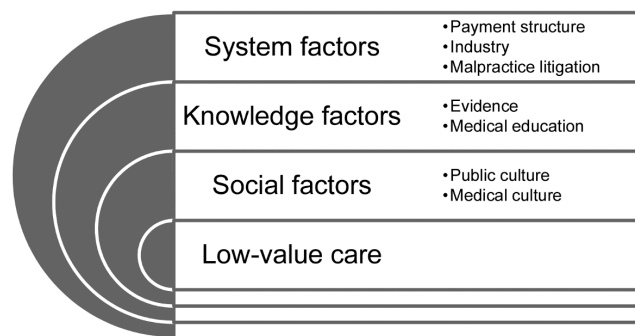 System factors
•Payment structure
•Industry
•Malpractice litigation
Knowledge factors
•Evidence
•Medical education
Social factors
•Public culture
•Medical culture
Low-value care